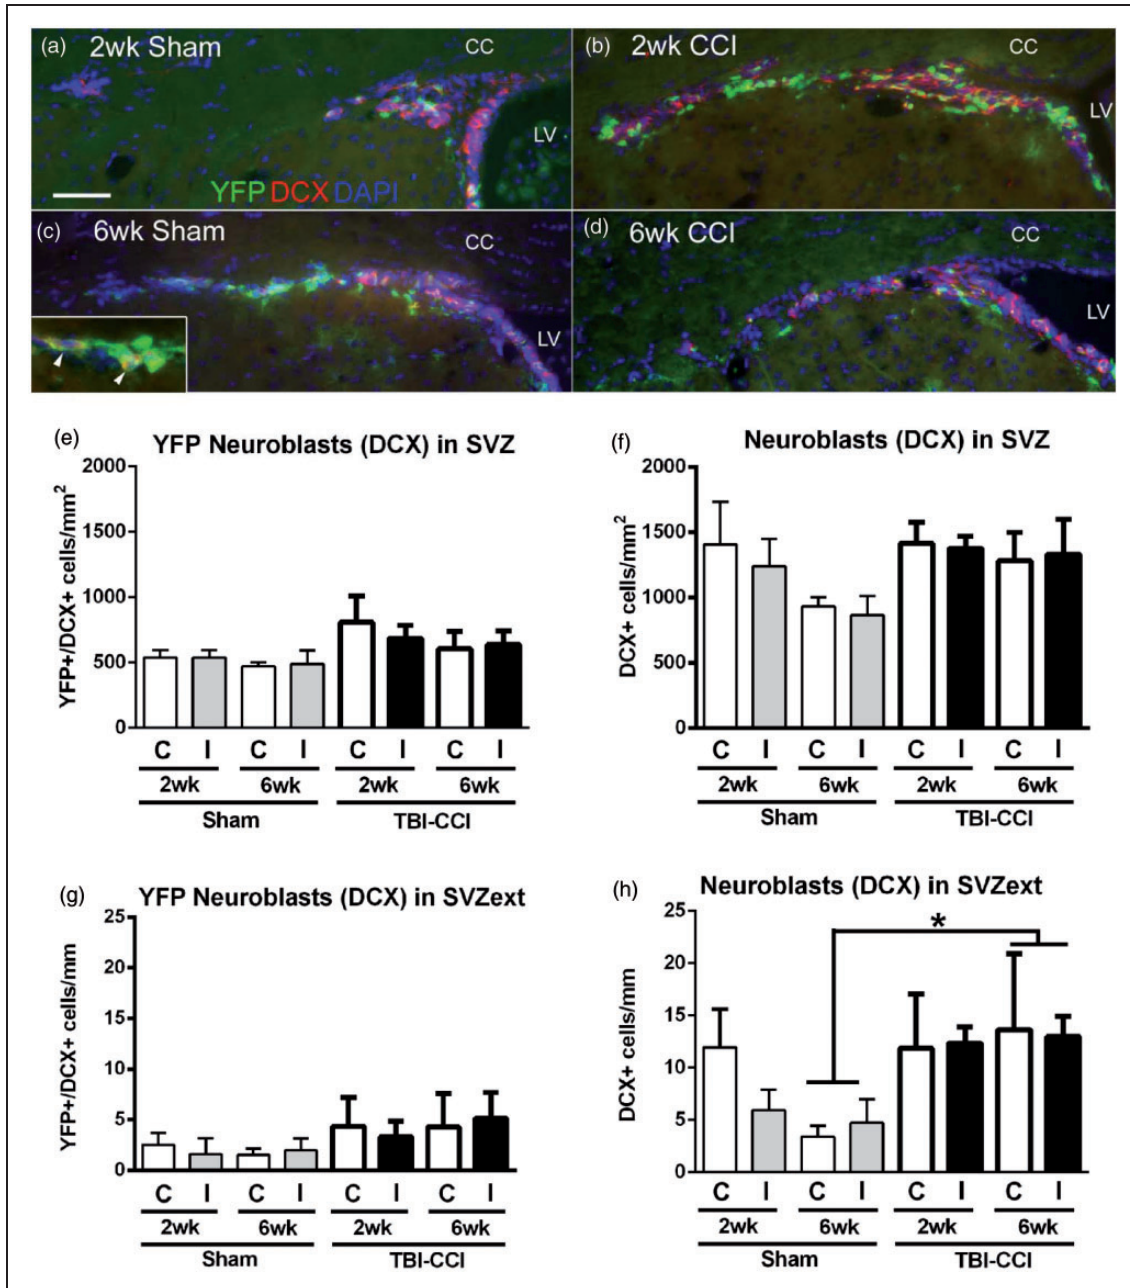 (a) 2wk Sham CC
LV
YFP DCX DAPI
(b) 2wk CCI CC
LV
(c) 6wk Sham CC
LV
(d) 6wk CCI CC
LV
(e) YFP Neuroblasts (DCX) in SVZ
YFP+/DCX+ cells/mm²
2000
1500
1000
500
0
C I C I C I C I
2wk 6wk 2wk 6wk
Sham TBI-CCI
(f) Neuroblasts (DCX) in SVZ
DCX+ cells/mm²
2000
1500
1000
500
0
C I C I C I C I
2wk 6wk 2wk 6wk
Sham TBI-CCI
(g) YFP Neuroblasts (DCX) in SVZext
YFP+/DCX+ cells/mm
25
20
15
10
5
0
C I C I C I C I
2wk 6wk 2wk 6wk
Sham TBI-CCI
(h) Neuroblasts (DCX) in SVZext
DCX+ cells/mm
25
20
15
10
5
0
*
C I C I C I C I
2wk 6wk 2wk 6wk
Sham TBI-CCI